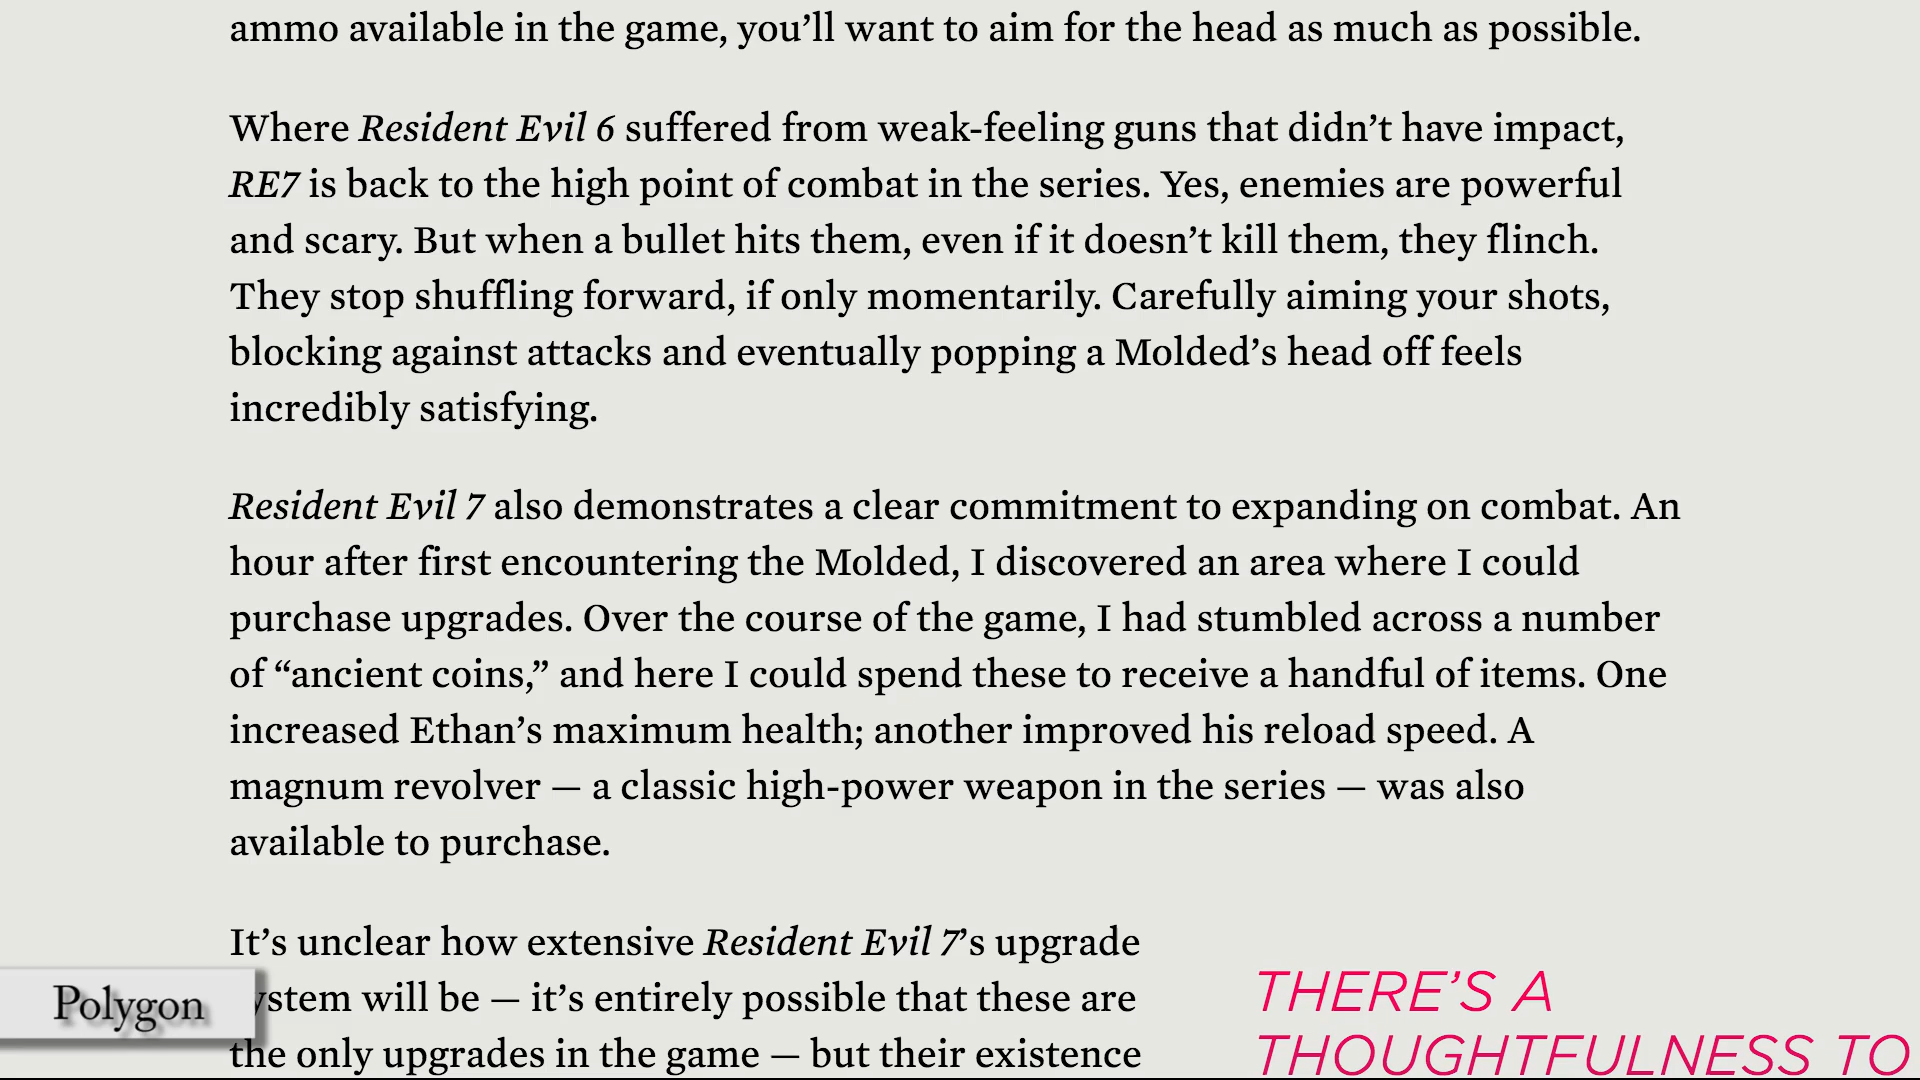 ammo available in the game, you’ll want to aim for the head as much as possible.
Where Resident Evil 6 suffered from weak-feeling guns that didn’t have impact,
RE7 is back to the high point of combat in the series. Yes, enemies are powerful
and scary. But when a bullet hits them, even if it doesn’t kill them, they flinch.
They stop shuffling forward, if only momentarily. Carefully aiming your shots,
blocking against attacks and eventually popping a Molded’s head off feels
incredibly satisfying.
Resident Evil 7 also demonstrates a clear commitment to expanding on combat. An
hour after first encountering the Molded, I discovered an area where I could
purchase upgrades. Over the course of the game, I had stumbled across a number
of “ancient coins,” and here I could spend these to receive a handful of items. One
increased Ethan’s maximum health; another improved his reload speed. A
magnum revolver — a classic high-power weapon in the series — was also
available to purchase.
It’s unclear how extensive Resident Evil 7’s upgrade
ystem will be — it’s entirely possible that these are
the only upgrades in the game — but their existence
THERE’S A
THOUGHTFULNESS TO
Polygon